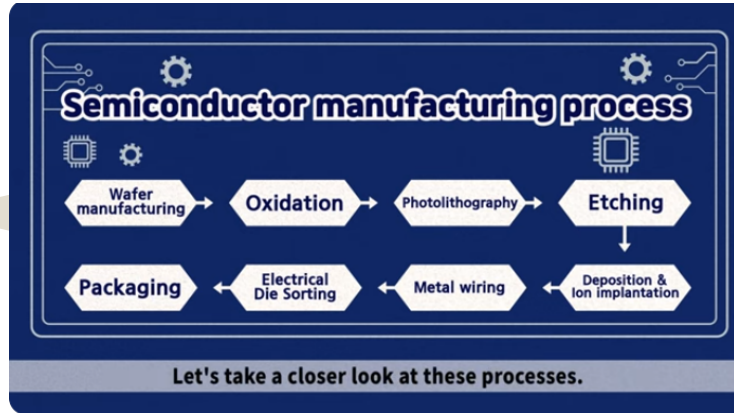 Semiconductor manufacturing process
Wafer
manufacturing
Oxidation
Photolithography
Etching
Deposition &
Ion implantation
Metal wiring
Electrical
Die Sorting
Packaging
Let's take a closer look at these processes.